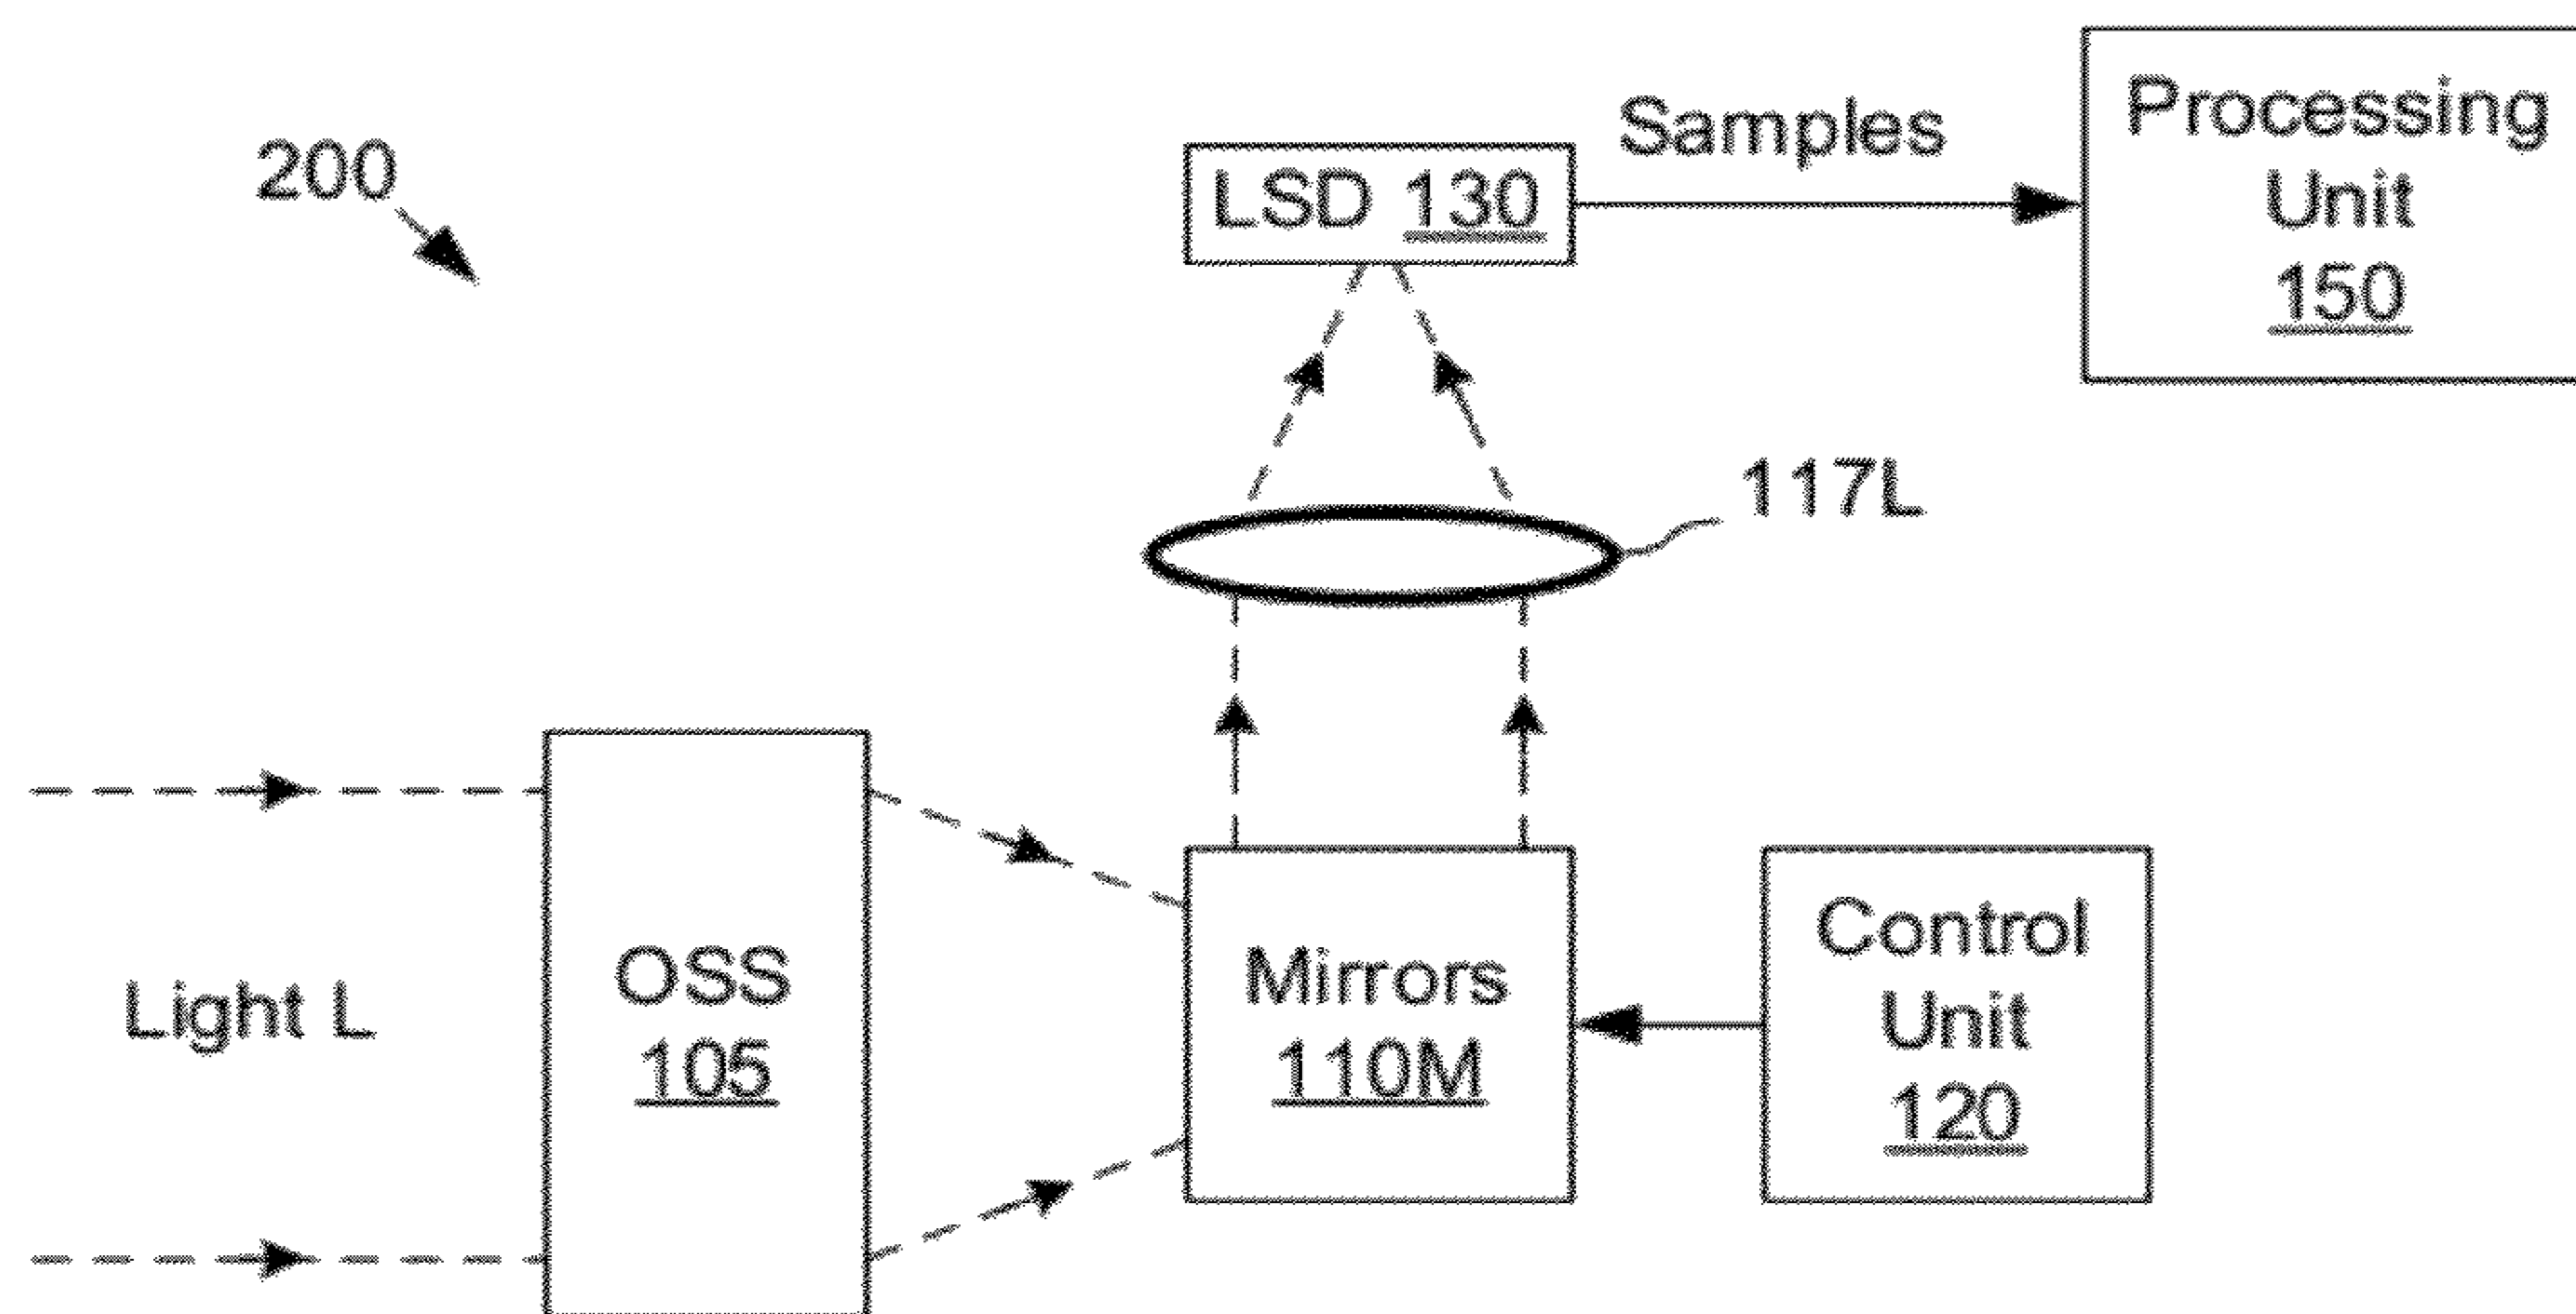 200
LSD 130
Samples
Processing
Unit
150
117L
Light L
OSS
105
Mirrors
110M
Control
Unit
120